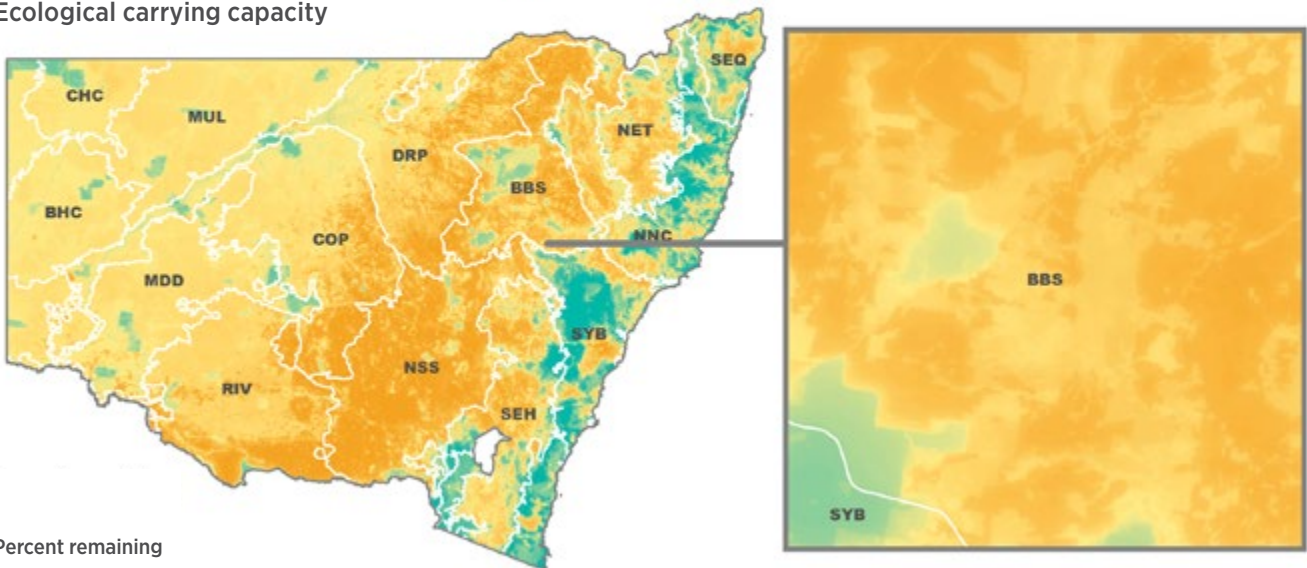 Ecological carrying capacity
SEQ
CHC
MUL
NET
DRP
BBS
BHC
NNC
COP
MDD
BBS
SYB
NSS
RIV
SEH
SYB
Percent remaining